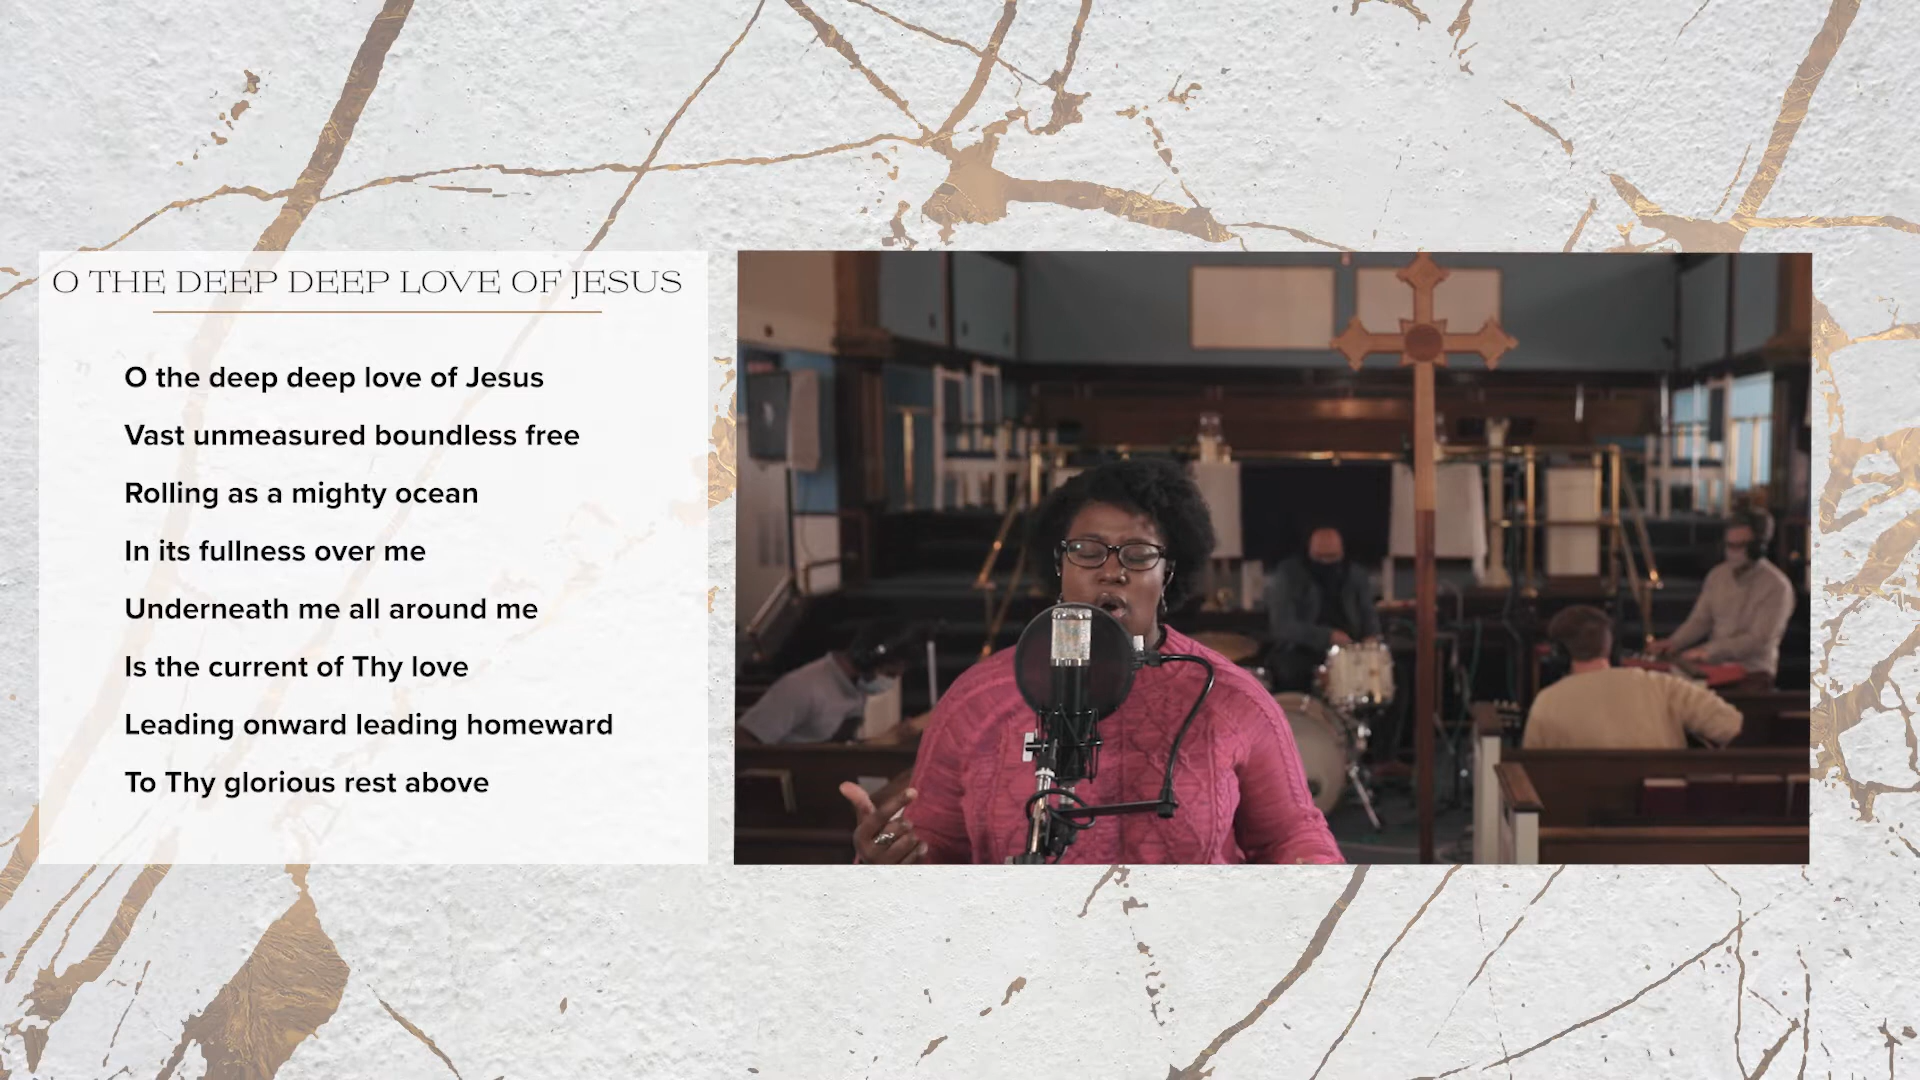 O THE DEEP DEEP LOVE OF JESUS
O the deep deep love of Jesus
Vast unmeasured boundless free
Rolling as a mighty ocean
In its fullness over me
Underneath me all around me
Is the current of Thy love
Leading onward leading homeward
To Thy glorious rest above